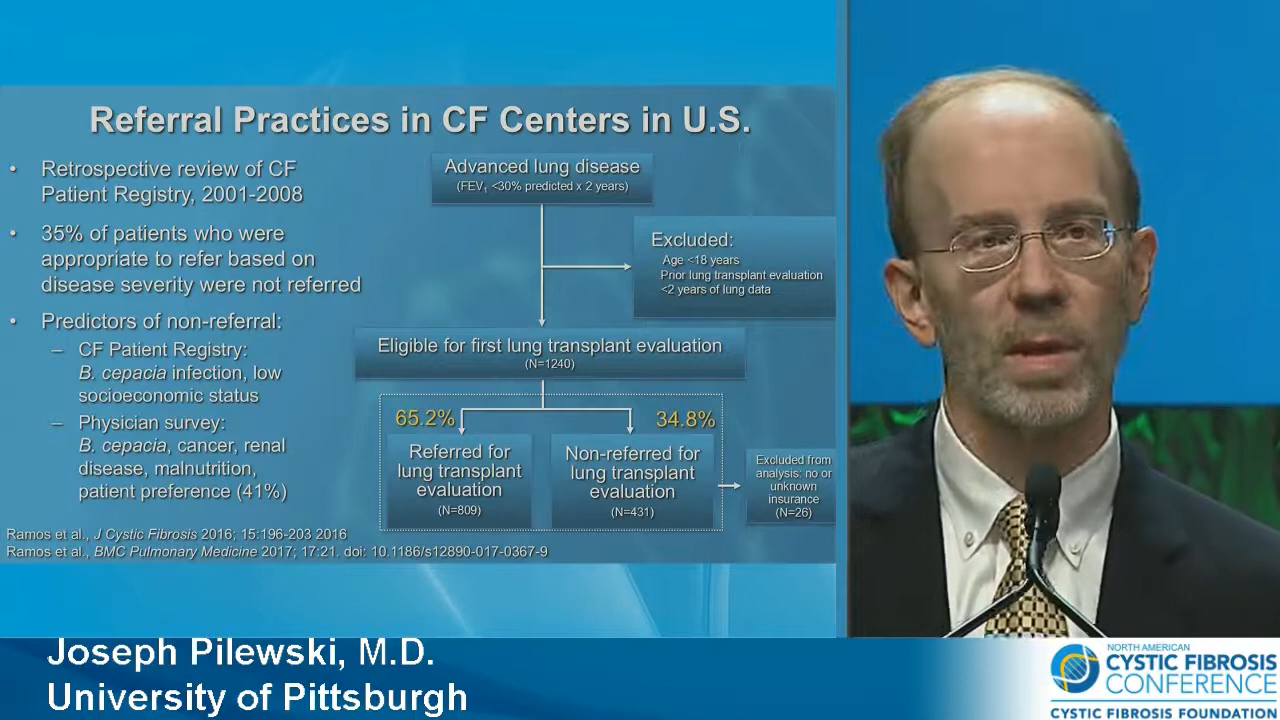 Referral Practices in CF Centers in U.S.
• Retrospective review of CF
Patient Registry, 2001-2008
• 35% of patients who were
appropriate to refer based on
disease severity were not referred
• Predictors of non-referral:
– CF Patient Registry:
B. cepacia infection, low
socioeconomic status
– Physician survey:
B. cepacia, cancer, renal
disease, malnutrition,
patient preference (41%)
Advanced lung disease
(FEV₁ <30% predicted x 2 years)
Excluded:
Age <18 years
Prior lung transplant evaluation
<2 years of lung data
Eligible for first lung transplant evaluation
(N=1240)
65.2%
34.8%
Referred for
lung transplant
evaluation
(N=809)
Non-referred for
lung transplant
evaluation
(N=431)
Excluded from
analysis: no or
unknown
insurance
(N=26)
Ramos et al., J Cystic Fibrosis 2016; 15:196-203 2016
Ramos et al., BMC Pulmonary Medicine 2017; 17:21. doi: 10.1186/s12890-017-0367-9
Joseph Pilewski, M.D.
University of Pittsburgh
NORTH AMERICAN
CYSTIC FIBROSIS
CONFERENCE
CYSTIC FIBROSIS FOUNDATION